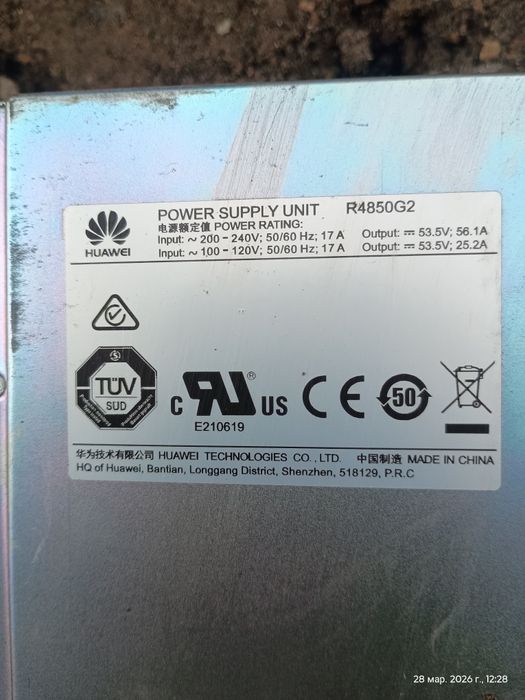 POWER SUPPLY UNIT R4850G2
电源额定值 POWER RATING:
Input: ~ 200-240V; 50/60 Hz; 17 A Output: ⎓ 53.5V; 56.1A
Input: ~ 100-120V; 50/60 Hz; 17 A Output: ⎓ 53.5V; 25.2A
HUAWEI
TÜV
SÜD
c RU® US
E210619
CE
50
华为技术有限公司 HUAWEI TECHNOLOGIES CO., LTD. 中国制造 MADE IN CHINA
HQ of Huawei, Bantian, Longgang District, Shenzhen, 518129, P.R.C
28 мар. 2026 г., 12:28